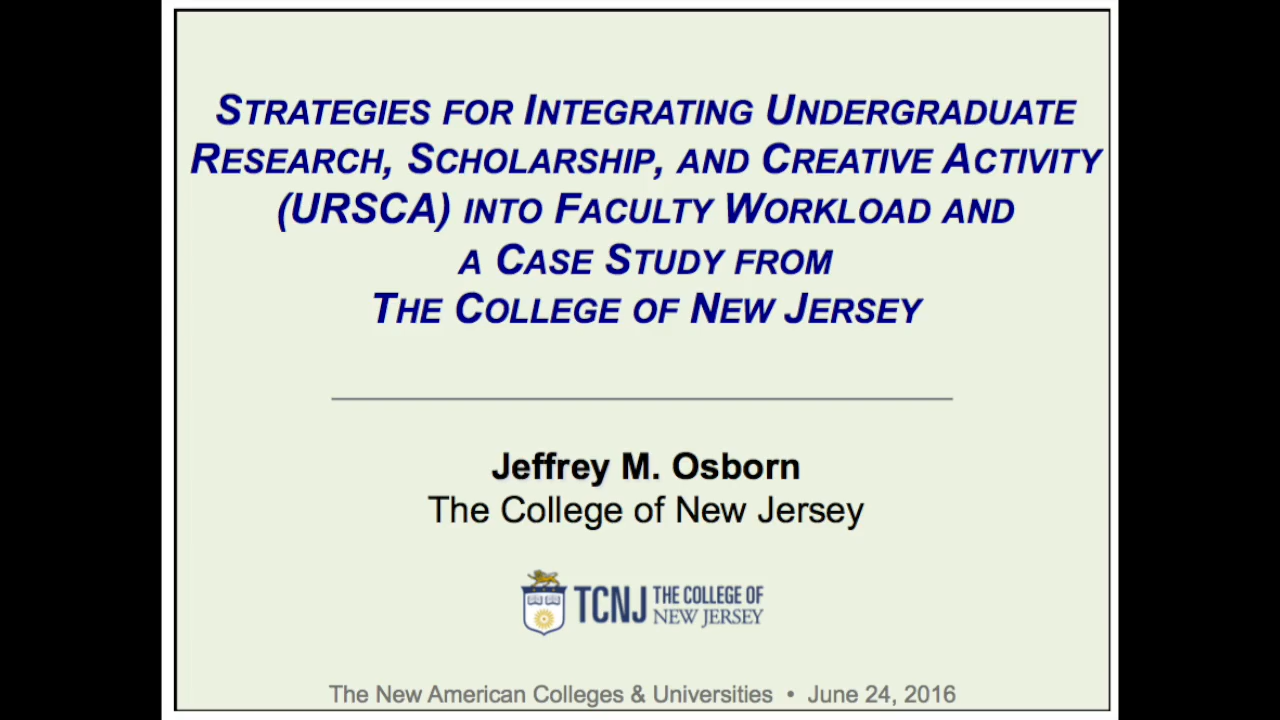 STRATEGIES FOR INTEGRATING UNDERGRADUATE
RESEARCH, SCHOLARSHIP, AND CREATIVE ACTIVITY
(URSCA) INTO FACULTY WORKLOAD AND
A CASE STUDY FROM
THE COLLEGE OF NEW JERSEY
Jeffrey M. Osborn
The College of New Jersey
TCNJ THE COLLEGE OF
NEW JERSEY
The New American Colleges & Universities • June 24, 2016